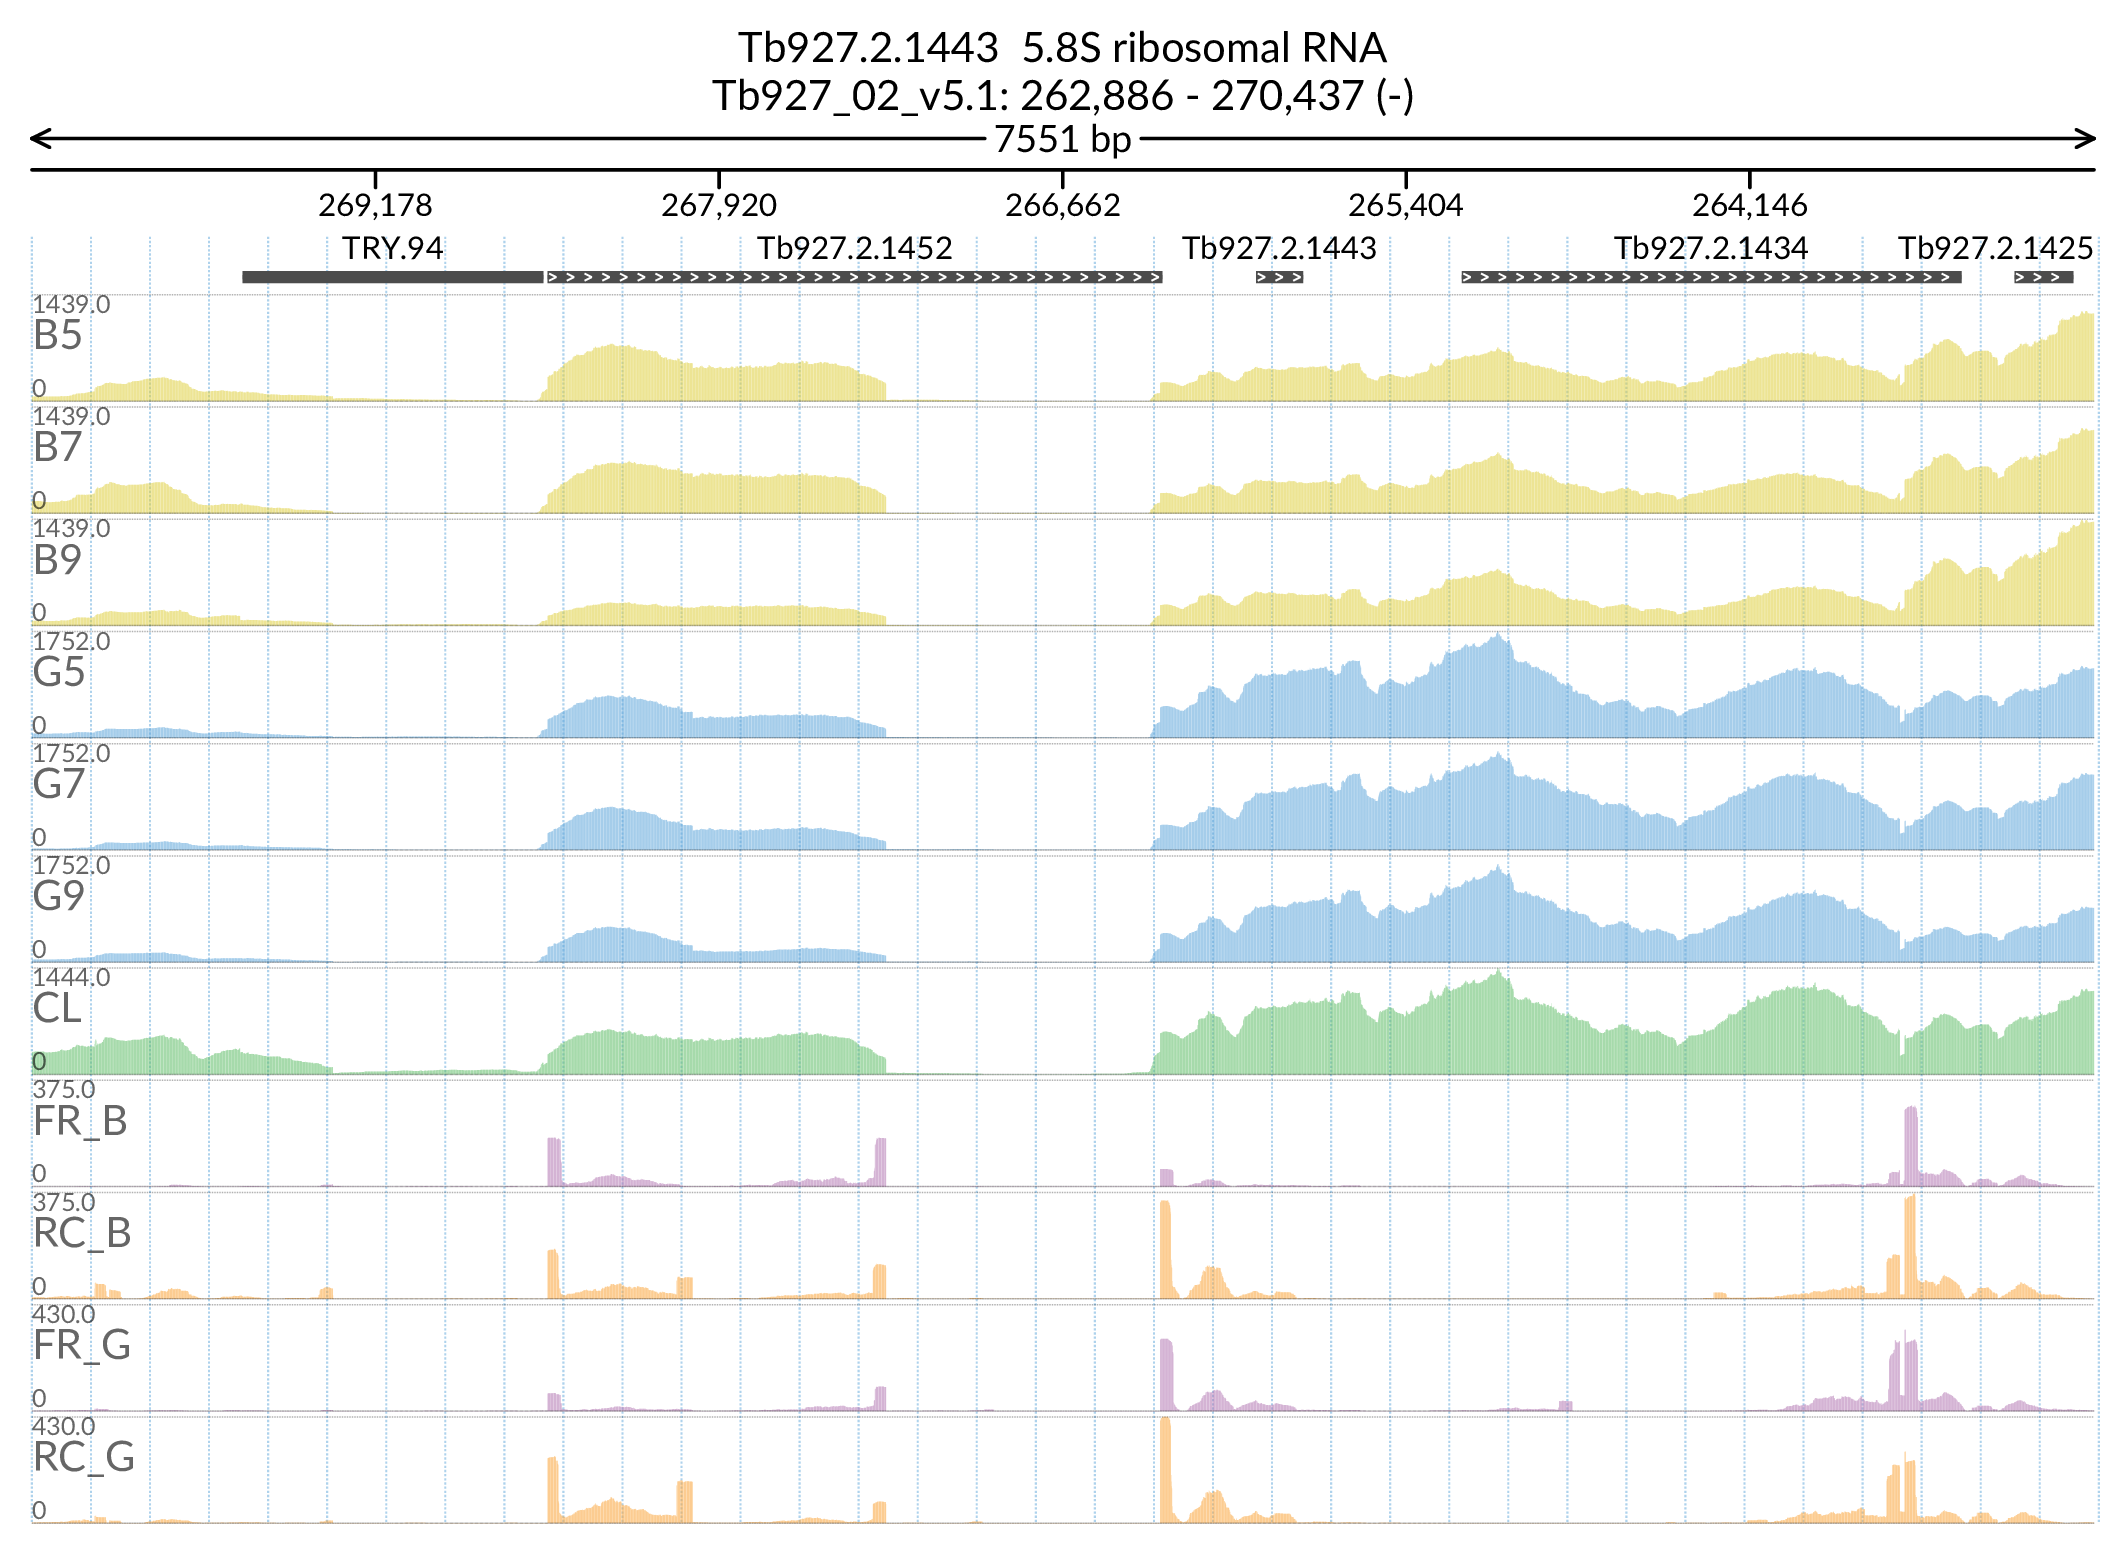 Tb927.2.1443 5.8S ribosomal RNA
Tb927_02_v5.1: 262,886 - 270,437 (-)
7551 bp
269,178 267,920 266,662 265,404 264,146
TRY.94 Tb927.2.1452 Tb927.2.1443 Tb927.2.1434 Tb927.2.1425
1439.0
B5
0
1439.0
B7
0
1439.0
B9
0
1752.0
G5
0
1752.0
G7
0
1752.0
G9
0
1444.0
CL
0
375.0
FR_B
0
375.0
RC_B
0
430.0
FR_G
0
430.0
RC_G
0